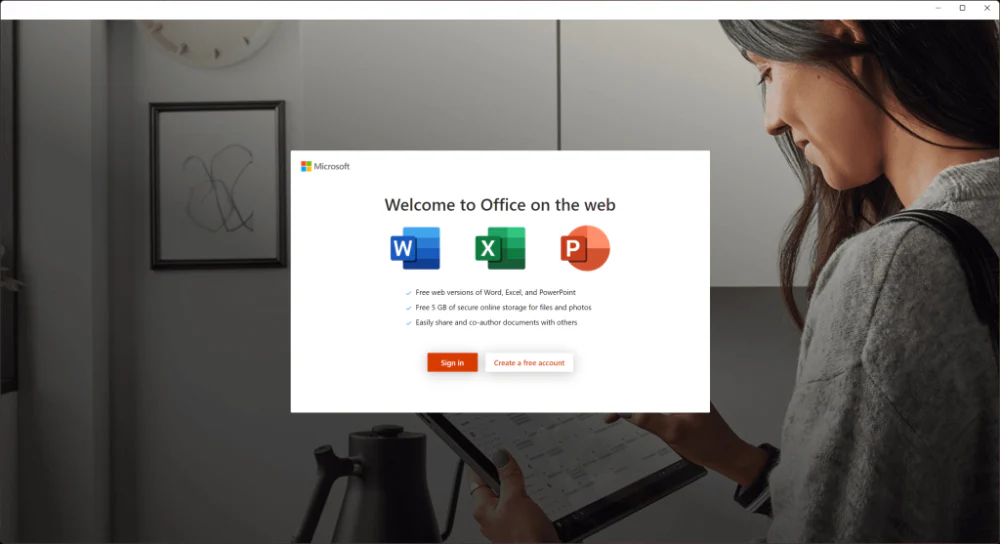 Microsoft
Welcome to Office on the web
W X P
Free web versions of Word, Excel, and PowerPoint
Free 5 GB of secure online storage for files and photos
Easily share and co-author documents with others
Sign in Create a free account